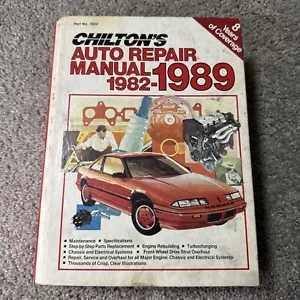 Part No. 7850
8 Years
of Coverage
CHILTON'S
AUTO REPAIR
MANUAL
1982-1989
• Maintenance • Specifications
• Step-by-Step Parts Replacement • Engine Rebuilding • Turbocharging
• Chassis and Electrical Systems • Front Wheel Drive Strut Overhaul
• Repair, Service and Overhaul for all Major Engine, Chassis and Electrical Systems
• Thousands of Crisp, Clear Illustrations